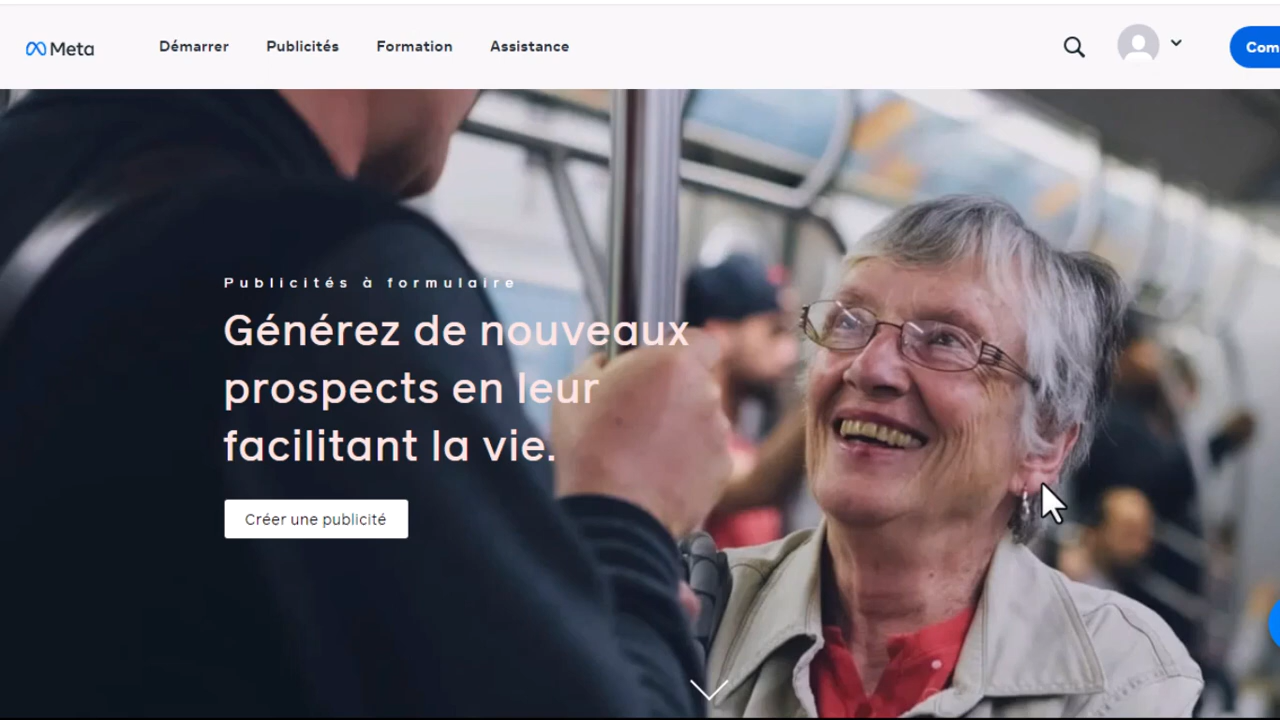 Meta
Démarrer
Publicités
Formation
Assistance
Com
Publicités à formulaire
Générez de nouveaux
prospects en leur
facilitant la vie.
Créer une publicité